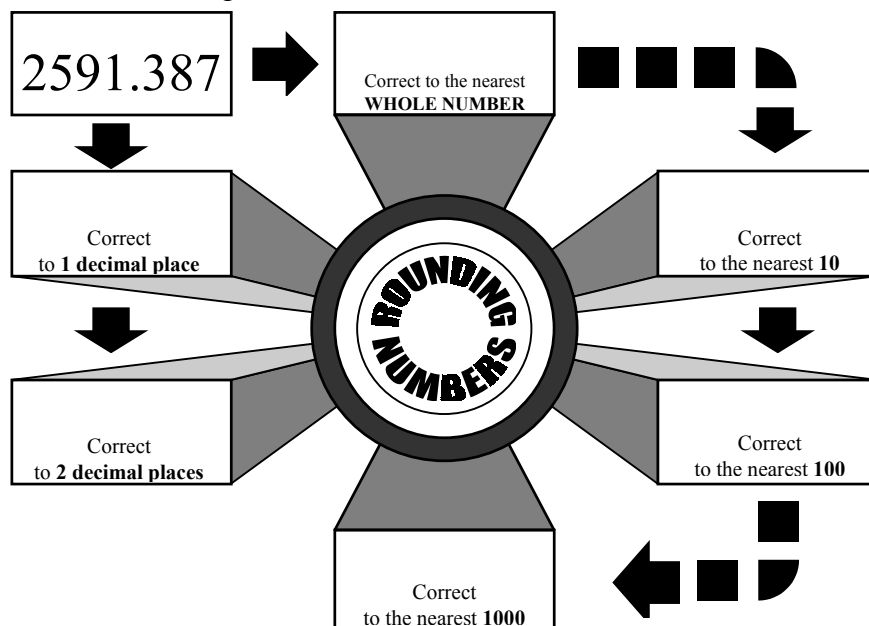 2591.387
Correct to the nearest
WHOLE NUMBER
Correct
to 1 decimal place
Correct
to the nearest 10
ROUNDING
NUMBERS
Correct
to 2 decimal places
Correct
to the nearest 100
Correct
to the nearest 1000